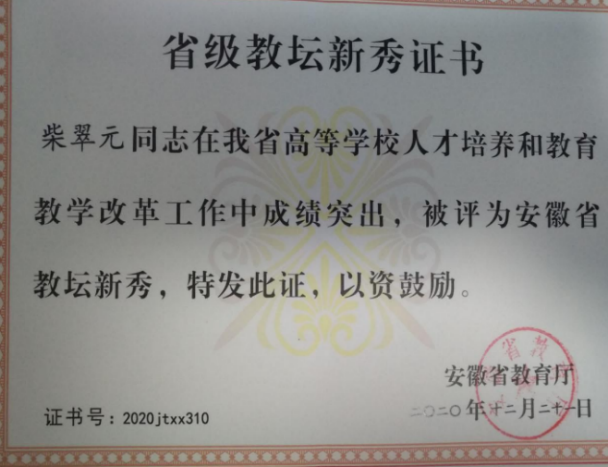 省级教坛新秀证书
柴翠元同志在我省高等学校人才培养和教育
教学改革工作中成绩突出，被评为安徽省
教坛新秀，特发此证，以资鼓励。
安徽省教育厅
证书号：2020jtxx310
二〇二〇年十二月二十一日